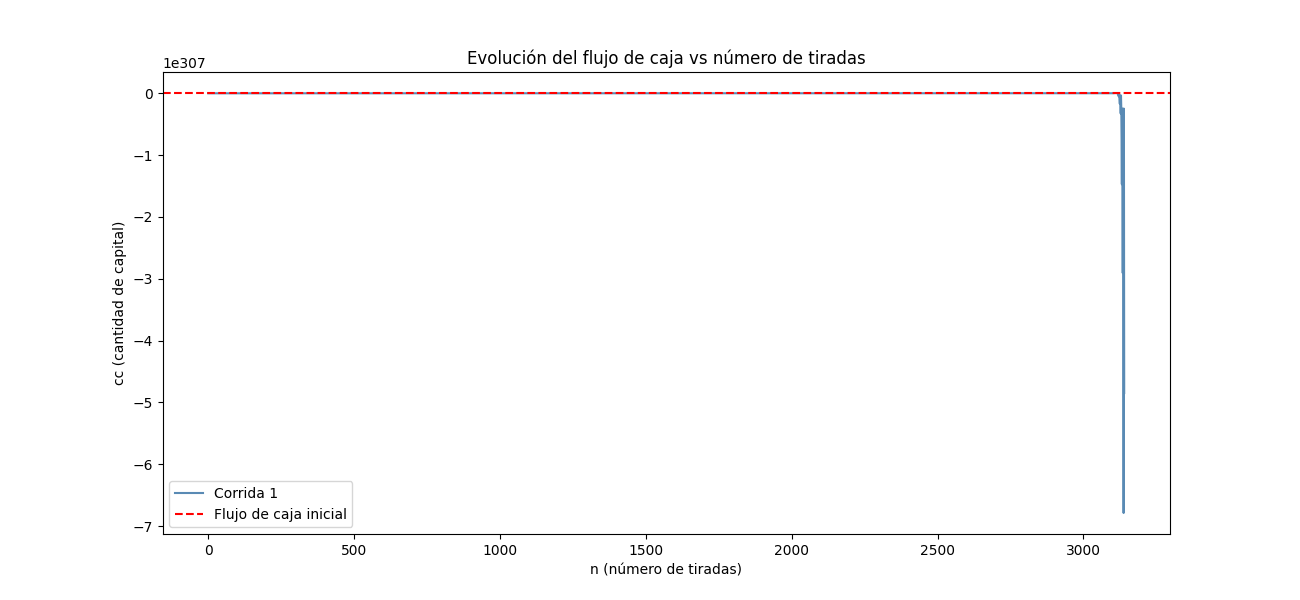 Evolución del flujo de caja vs número de tiradas
1e307
0
−1
−2
−3
−4
−5
−6
−7
cc (cantidad de capital)
Corrida 1
Flujo de caja inicial
0 500 1000 1500 2000 2500 3000
n (número de tiradas)